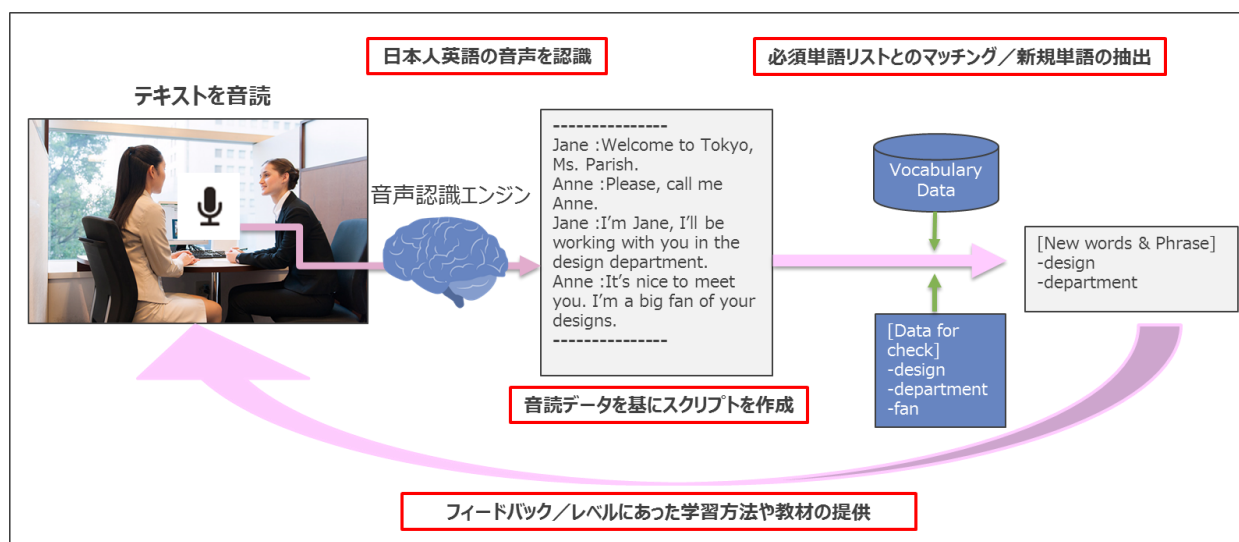 日本人英語の音声を認識
必須単語リストとのマッチング／新規単語の抽出
テキストを音読
音声認識エンジン
---------------
Jane :Welcome to Tokyo,
Ms. Parish.
Anne :Please, call me
Anne.
Jane :I'm Jane, I'll be
working with you in the
design department.
Anne :It's nice to meet
you. I'm a big fan of your
designs.
---------------
Vocabulary
Data
[Data for
check]
-design
-department
-fan
[New words & Phrase]
-design
-department
音読データを基にスクリプトを作成
フィードバック／レベルにあった学習方法や教材の提供